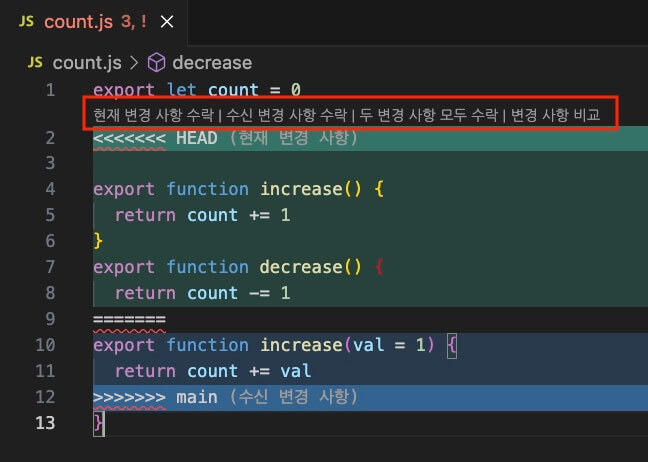 JS count.js 3, ! ×
JS count.js > decrease
1 export let count = 0
현재 변경 사항 수락 | 수신 변경 사항 수락 | 두 변경 사항 모두 수락 | 변경 사항 비교
2 <<<<<<< HEAD (현재 변경 사항)
3
4 export function increase() {
5 return count += 1
6 }
7 export function decrease() {
8 return count -= 1
9 =======
10 export function increase(val = 1) {
11 return count += val
12 >>>>>>> main (수신 변경 사항)
13 }